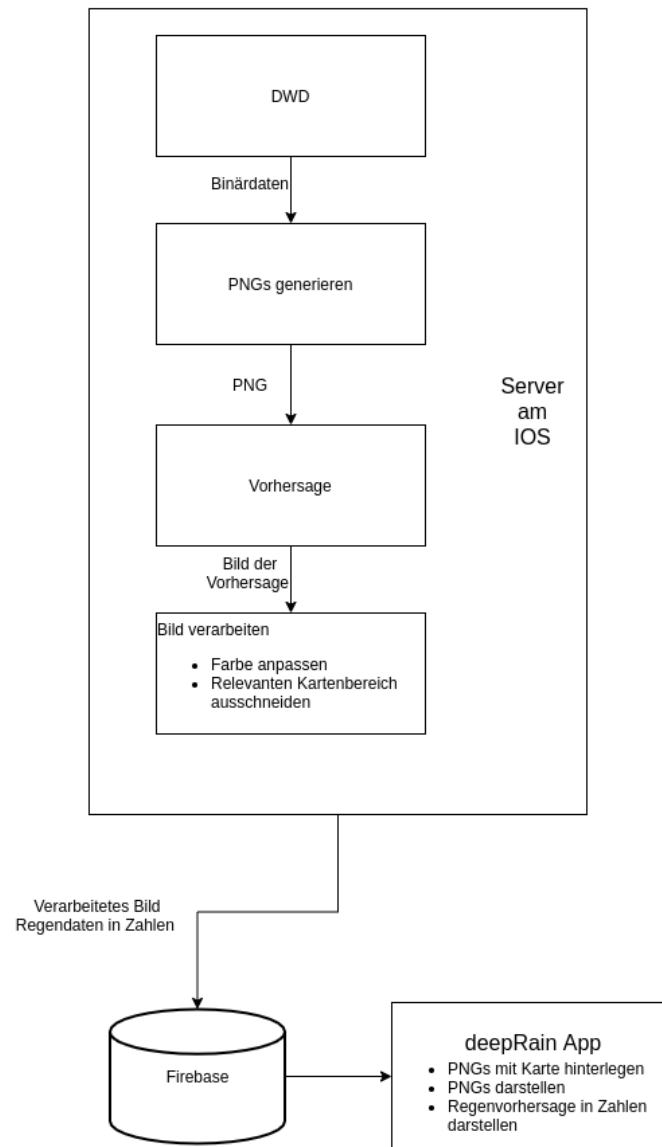 DWD
Binärdaten
PNGs generieren
PNG
Server
am
IOS
Vorhersage
Bild der
Vorhersage
Bild verarbeiten
Farbe anpassen
Relevanten Kartenbereich
ausschneiden
Verarbeitetes Bild
Regendaten in Zahlen
Firebase
deepRain App
PNGs mit Karte hinterlegen
PNGs darstellen
Regenvorhersage in Zahlen
darstellen